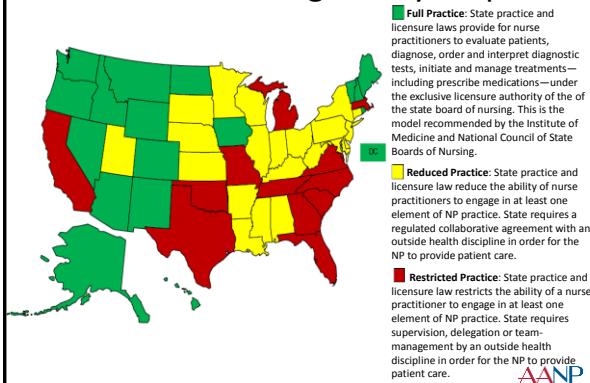 Full Practice: State practice and
licensure laws provide for nurse
practitioners to evaluate patients,
diagnose, order and interpret diagnostic
tests, initiate and manage treatments—
including prescribe medications—under
the exclusive licensure authority of the of
the state board of nursing. This is the
model recommended by the Institute of
Medicine and National Council of State
Boards of Nursing.
DC
Reduced Practice: State practice and
licensure law reduce the ability of nurse
practitioners to engage in at least one
element of NP practice. State requires a
regulated collaborative agreement with an
outside health discipline in order for the
NP to provide patient care.
Restricted Practice: State practice and
licensure law restricts the ability of a nurse
practitioner to engage in at least one
element of NP practice. State requires
supervision, delegation or team-
management by an outside health
discipline in order for the NP to provide
patient care.
AANP